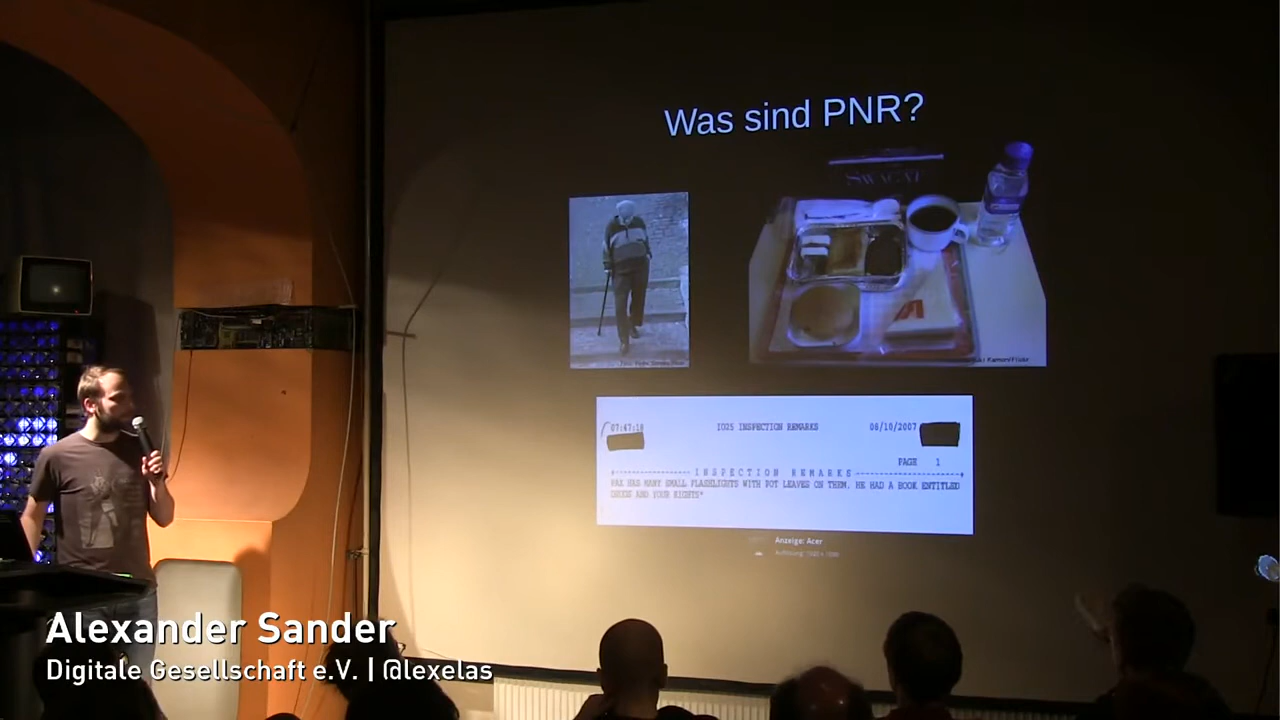 Was sind PNR?
SWAGAT
07:47:18
IO25 INSPECTION REMARKS
06/10/2007
PAGE 1
INSPECTION REMARKS
PAX HAS MANY SMALL FLASHLIGHTS WITH POT LEAVES ON THEM. HE HAD A BOOK ENTITLED
DRUGS AND YOUR RIGHTS"
Anzeige: Acer
Alexander Sander
Digitale Gesellschaft e.V. | @lexelas